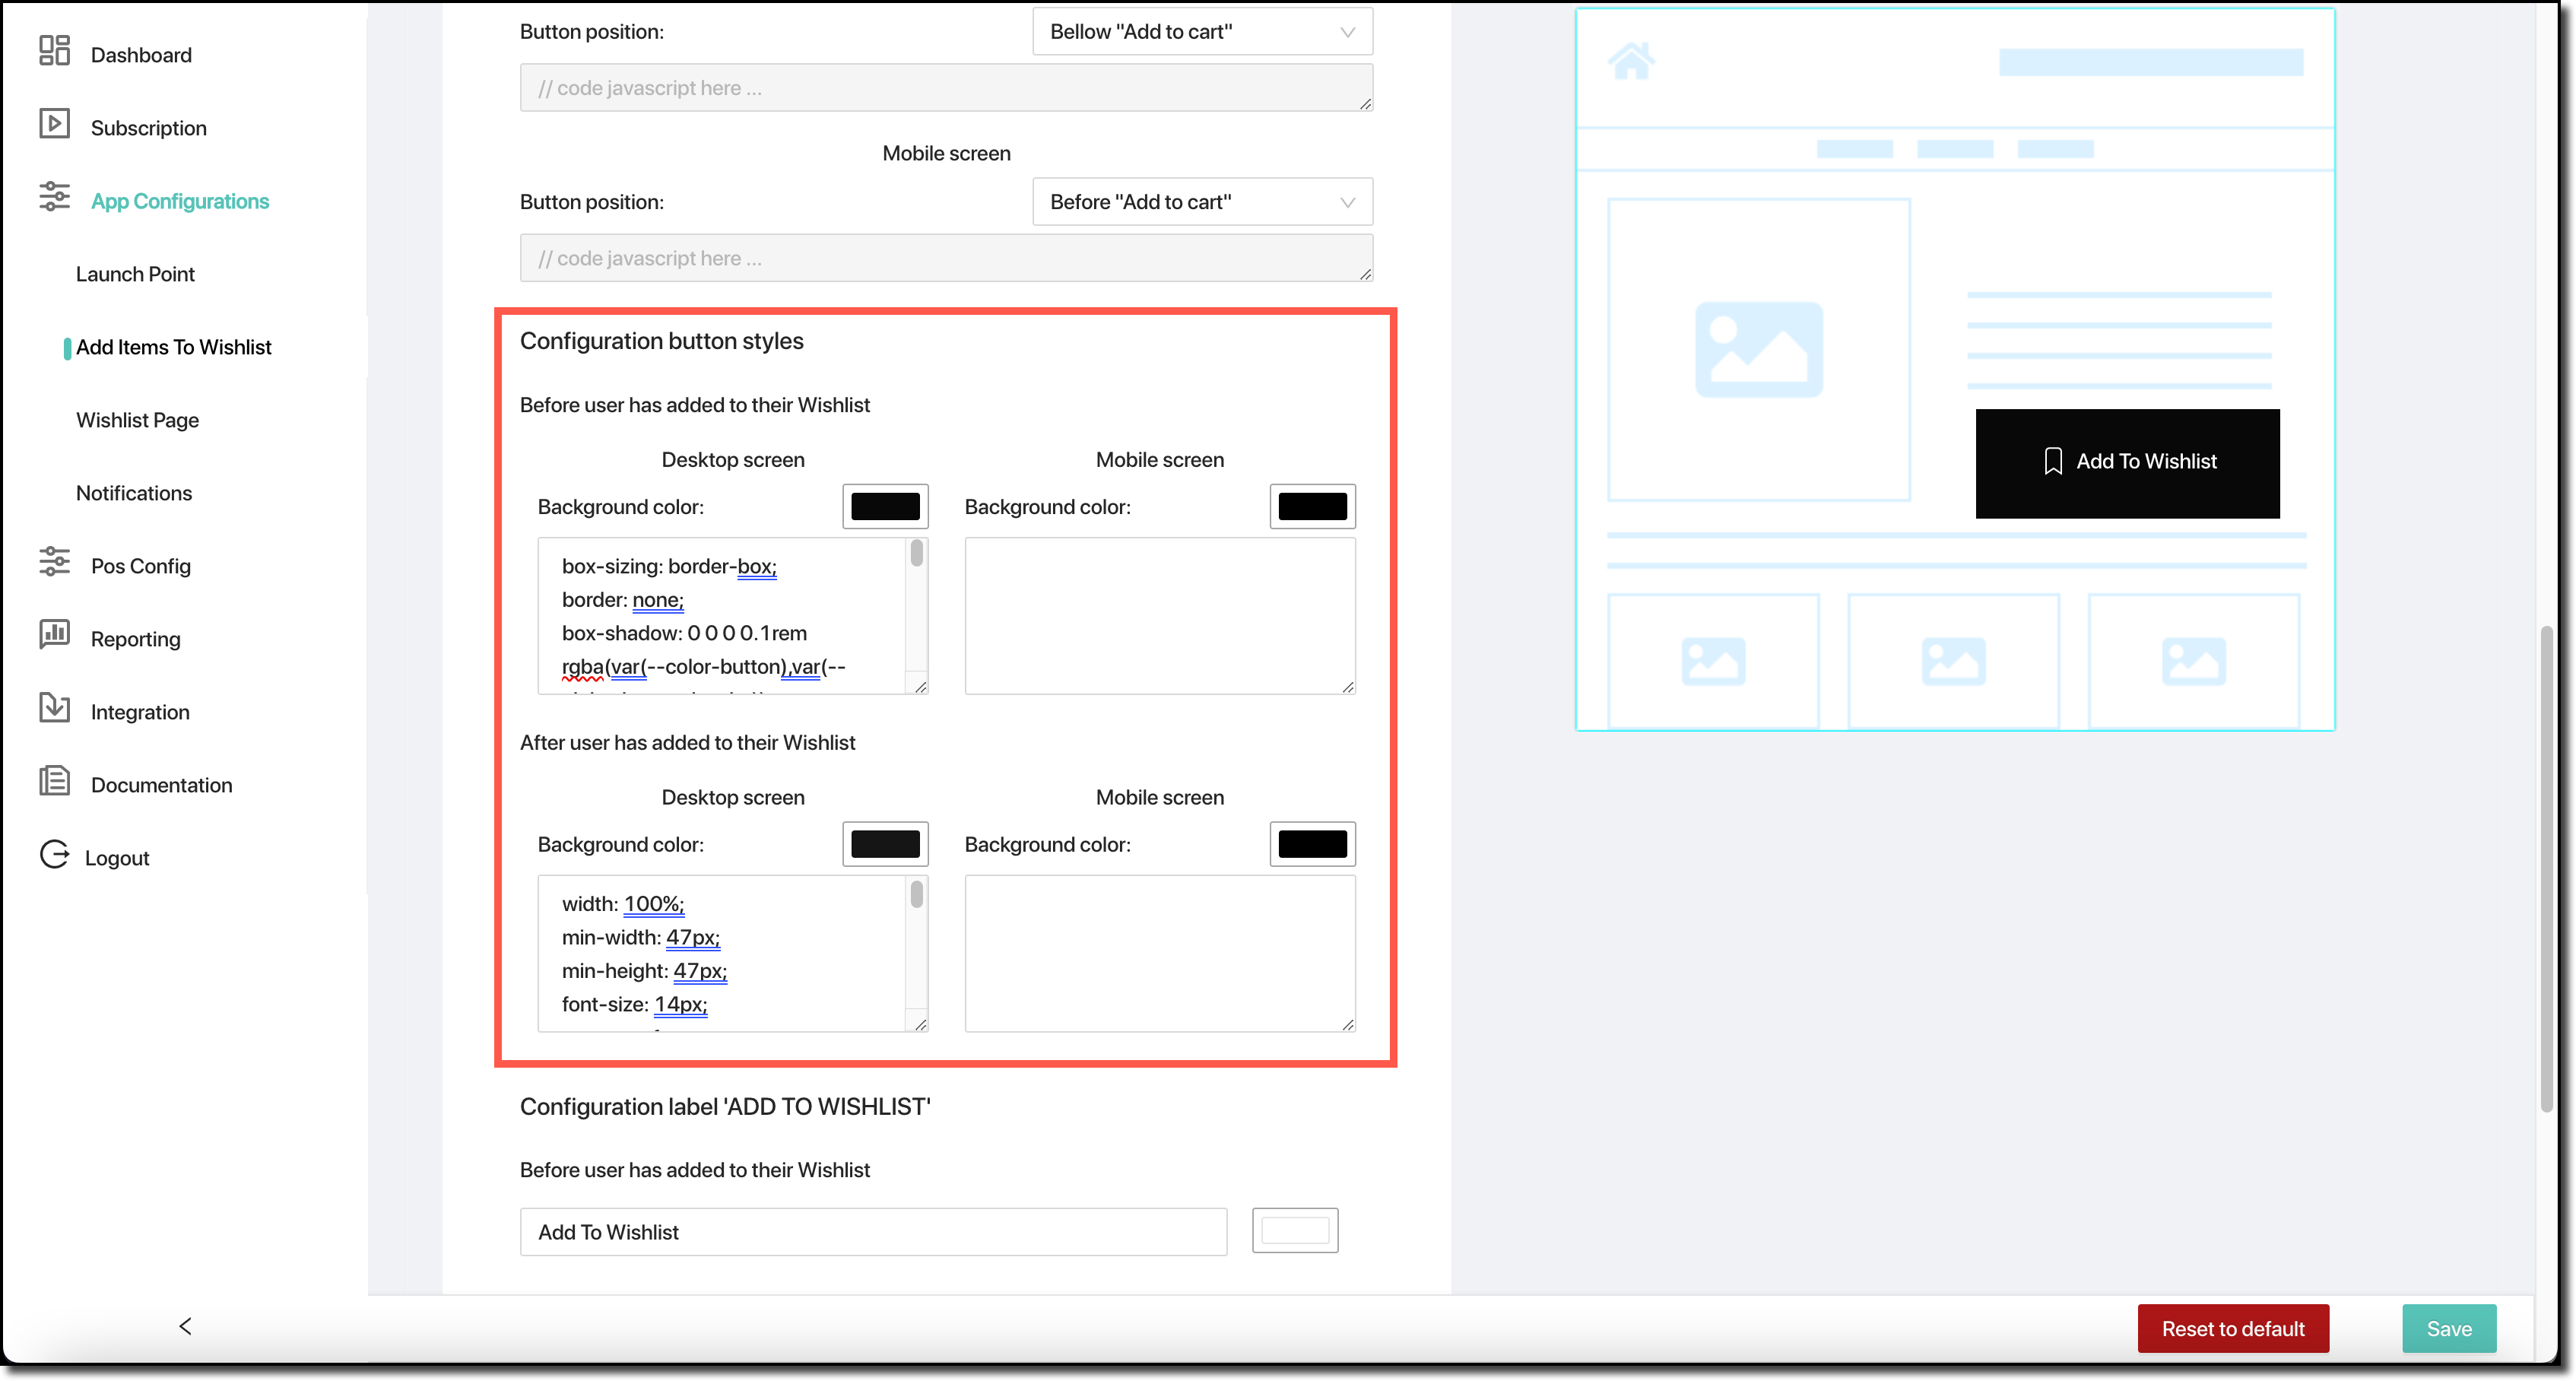 Dashboard
Subscription
App Configurations
Launch Point
Add Items To Wishlist
Wishlist Page
Notifications
Pos Config
Reporting
Integration
Documentation
Logout
Button position:
Bellow "Add to cart"
// code javascript here ...
Mobile screen
Button position:
Before "Add to cart"
// code javascript here ...
Configuration button styles
Before user has added to their Wishlist
Desktop screen
Mobile screen
Background color:
Background color:
box-sizing: border-box;
border: none;
box-shadow: 0 0 0 0.1rem
rgba(var(--color-button),var(--
After user has added to their Wishlist
Desktop screen
Mobile screen
Background color:
Background color:
width: 100%;
min-width: 47px;
min-height: 47px;
font-size: 14px;
Configuration label 'ADD TO WISHLIST'
Before user has added to their Wishlist
Add To Wishlist
Add To Wishlist
Reset to default
Save